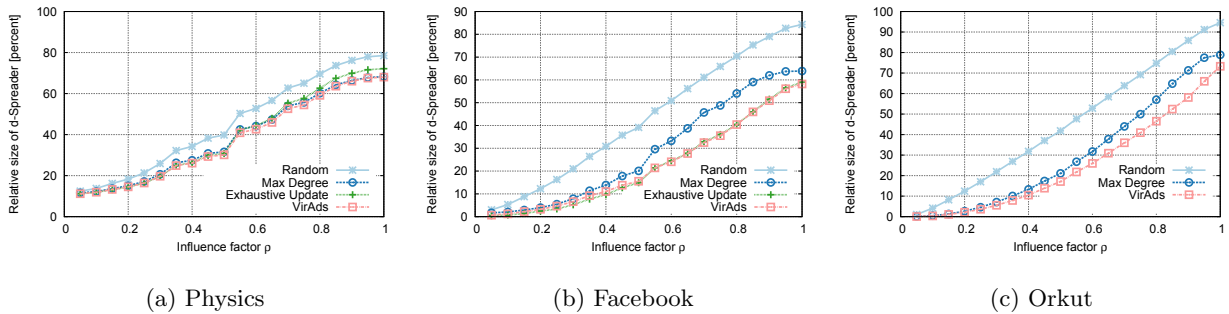 Relative size of d-Spreader [percent]
100
80
60
40
20
0
0
0.2
0.4
0.6
0.8
1
Influence factor ρ
Random
Max Degree
Exhaustive Update
VirAds
(a) Physics
Relative size of d-Spreader [percent]
90
80
70
60
50
40
30
20
10
0
0
0.2
0.4
0.6
0.8
1
Influence factor ρ
Random
Max Degree
Exhaustive Update
VirAds
(b) Facebook
Relative size of d-Spreader [percent]
100
90
80
70
60
50
40
30
20
10
0
0
0.2
0.4
0.6
0.8
1
Influence factor ρ
Random
Max Degree
VirAds
(c) Orkut